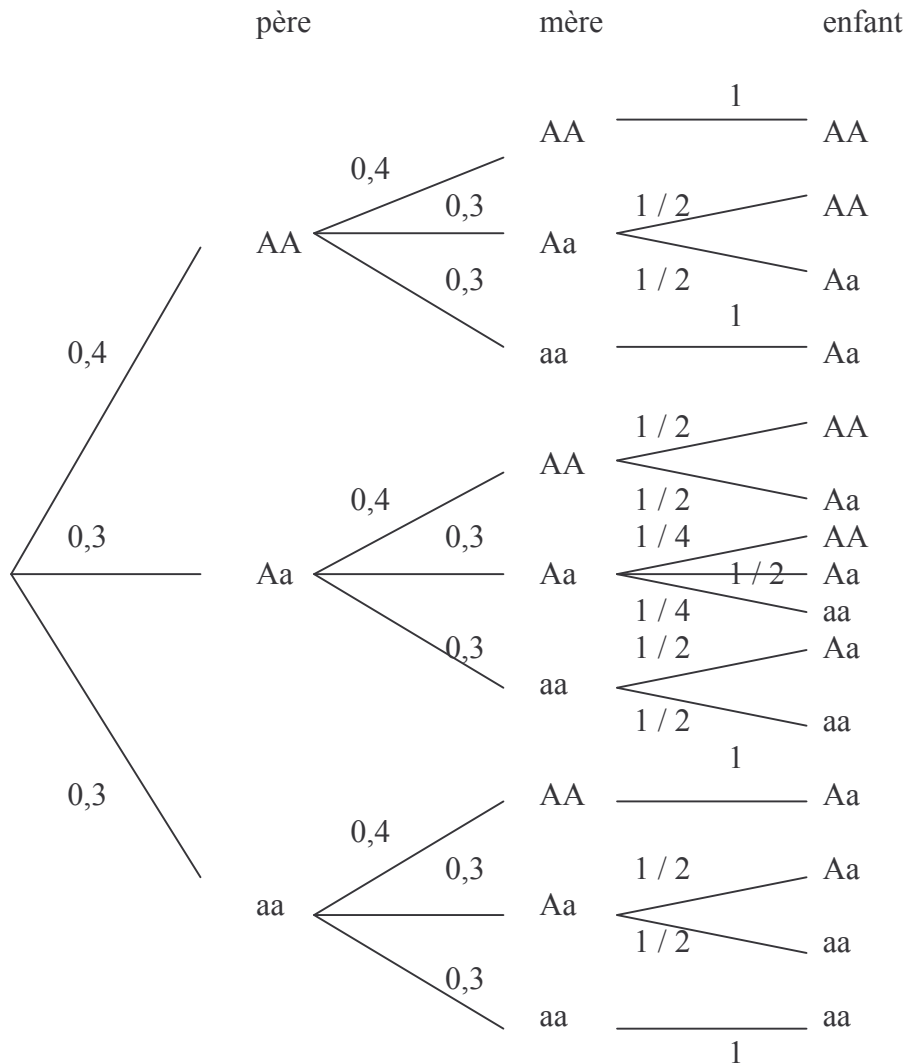 père mère enfant
1
AA AA
0,4
0,3 1 / 2 AA
AA Aa
0,3 1 / 2 Aa
1
0,4 aa Aa
1 / 2 AA
AA
0,4 1 / 2 Aa
0,3 0,3 1 / 4 AA
Aa Aa 1 / 2 Aa
1 / 4 aa
0,3 1 / 2 Aa
aa
1 / 2 aa
1
0,3 AA Aa
0,4
0,3 1 / 2 Aa
aa Aa
1 / 2 aa
0,3
aa aa
1